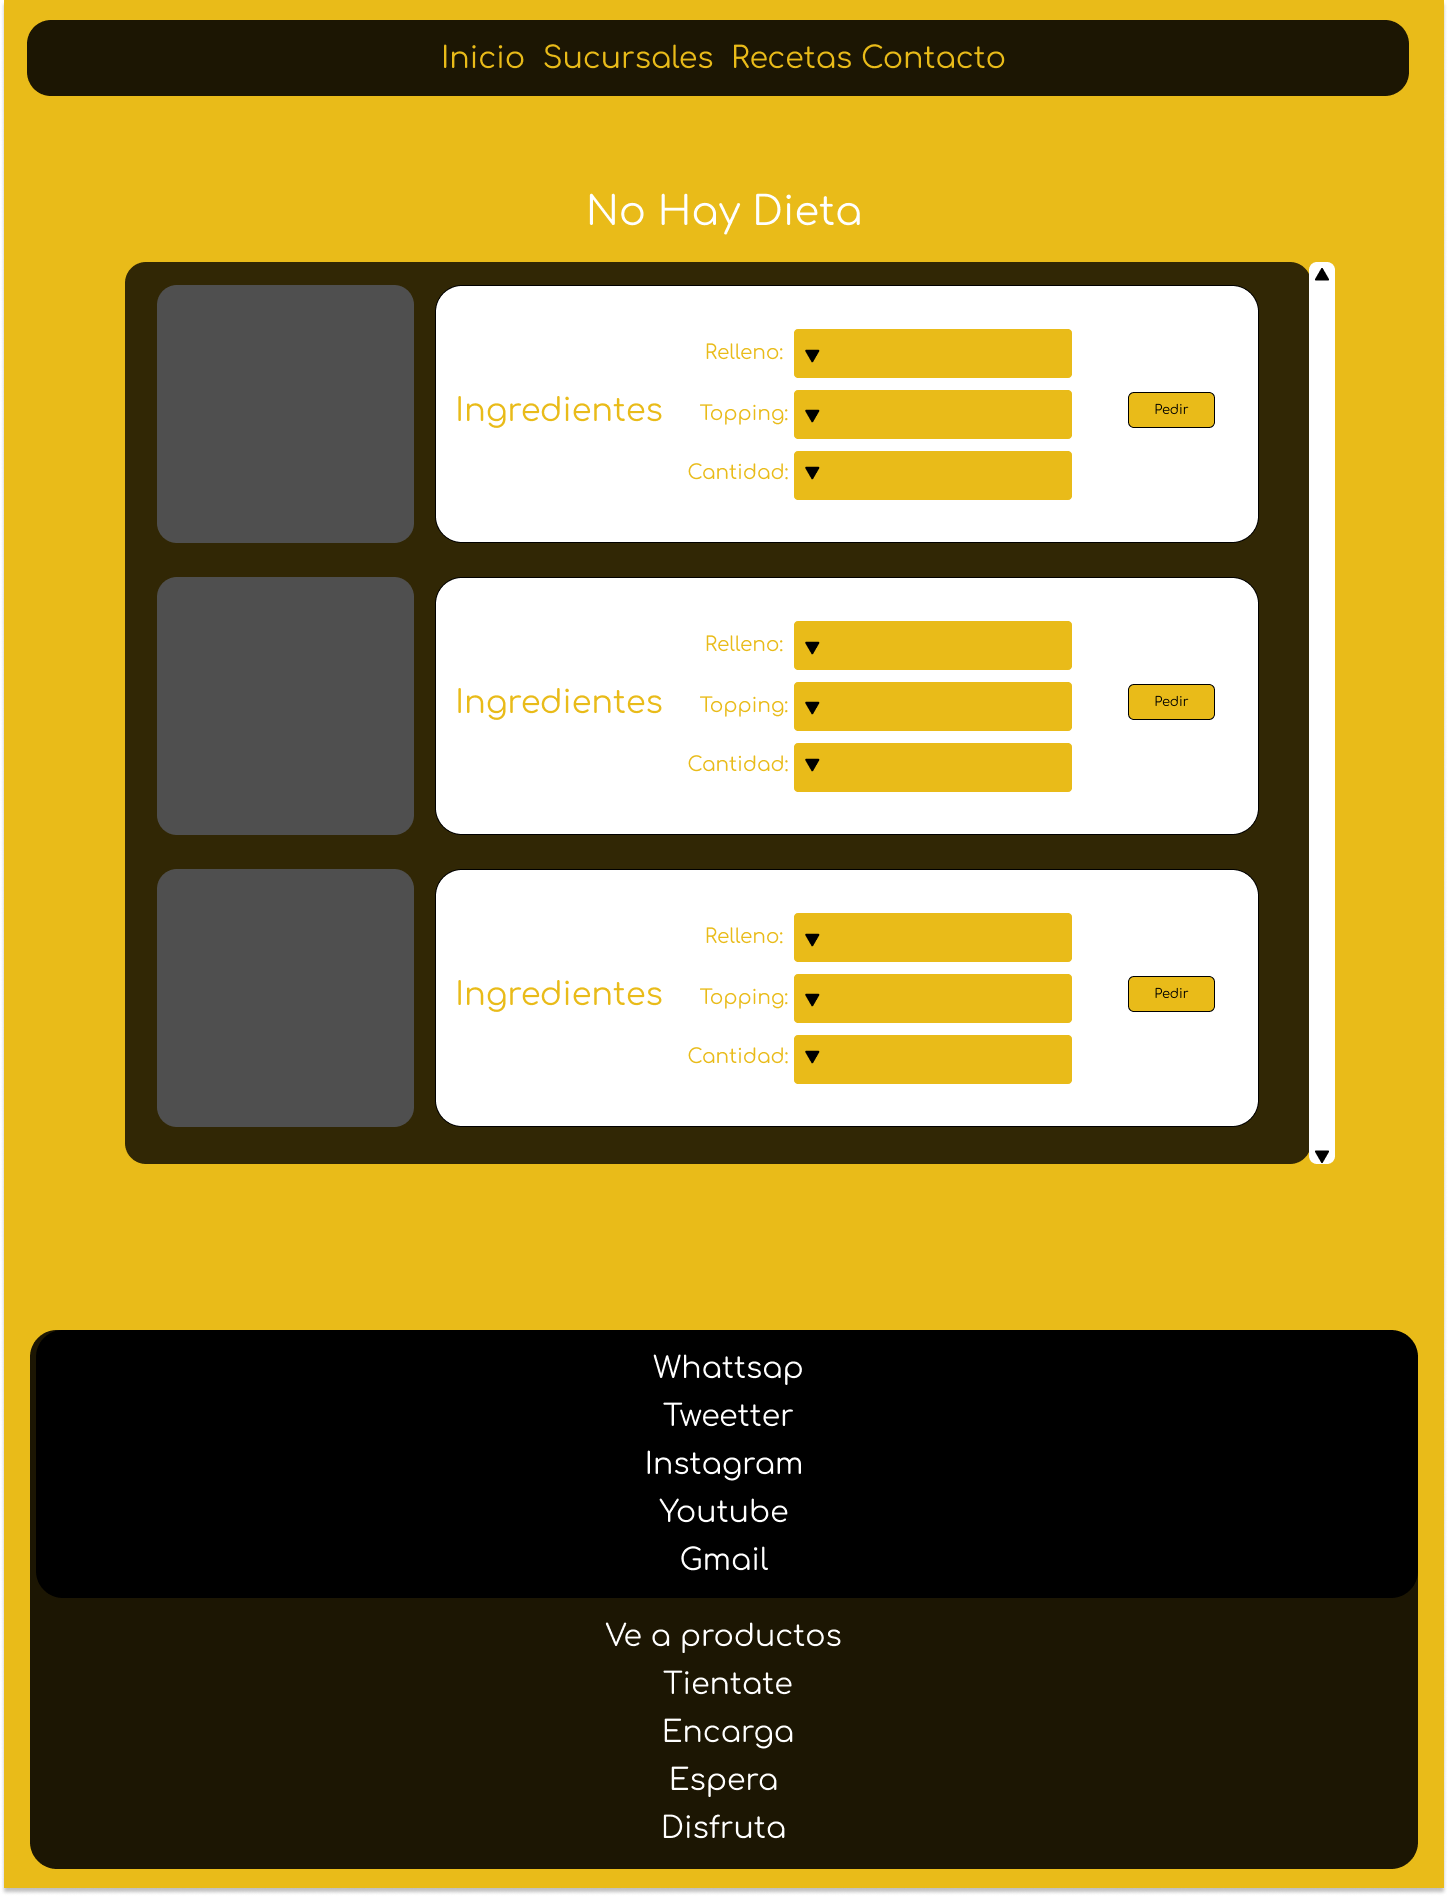 Inicio Sucursales Recetas Contacto
No Hay Dieta
Relleno:
Ingredientes Topping: Pedir
Cantidad:
Relleno:
Ingredientes Topping: Pedir
Cantidad:
Relleno:
Ingredientes Topping: Pedir
Cantidad:
Whattsap
Tweetter
Instagram
Youtube
Gmail
Ve a productos
Tientate
Encarga
Espera
Disfruta